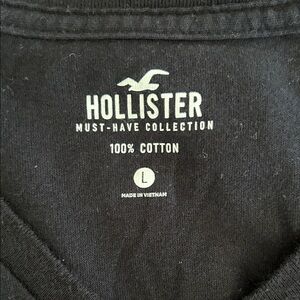 HOLLISTER
MUST-HAVE COLLECTION
100% COTTON
L
MADE IN VIETNAM